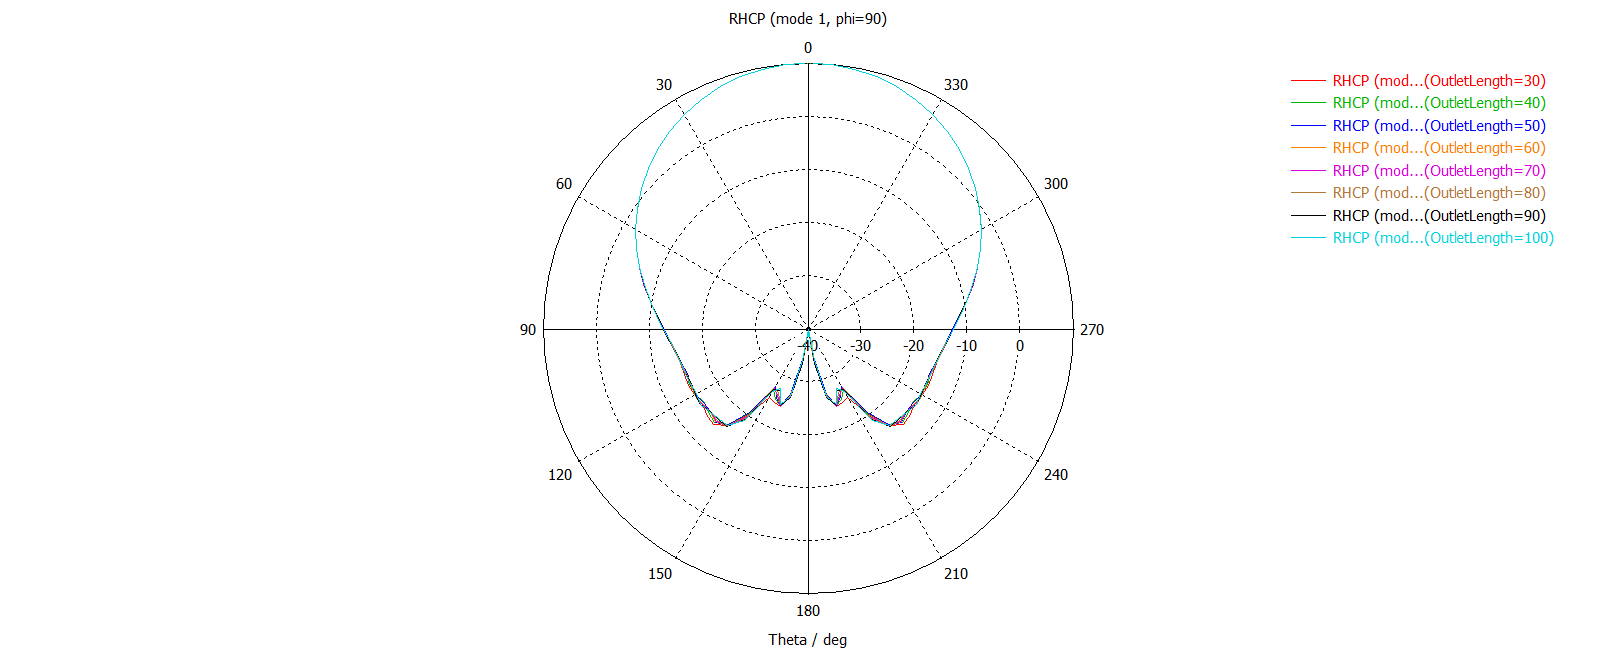 RHCP (mode 1, phi=90)
0
30
330
60
300
90
270
-40
-30
-20
-10
0
120
240
150
210
180
Theta / deg
RHCP (mod...(OutletLength=30)
RHCP (mod...(OutletLength=40)
RHCP (mod...(OutletLength=50)
RHCP (mod...(OutletLength=60)
RHCP (mod...(OutletLength=70)
RHCP (mod...(OutletLength=80)
RHCP (mod...(OutletLength=90)
RHCP (mod...(OutletLength=100)